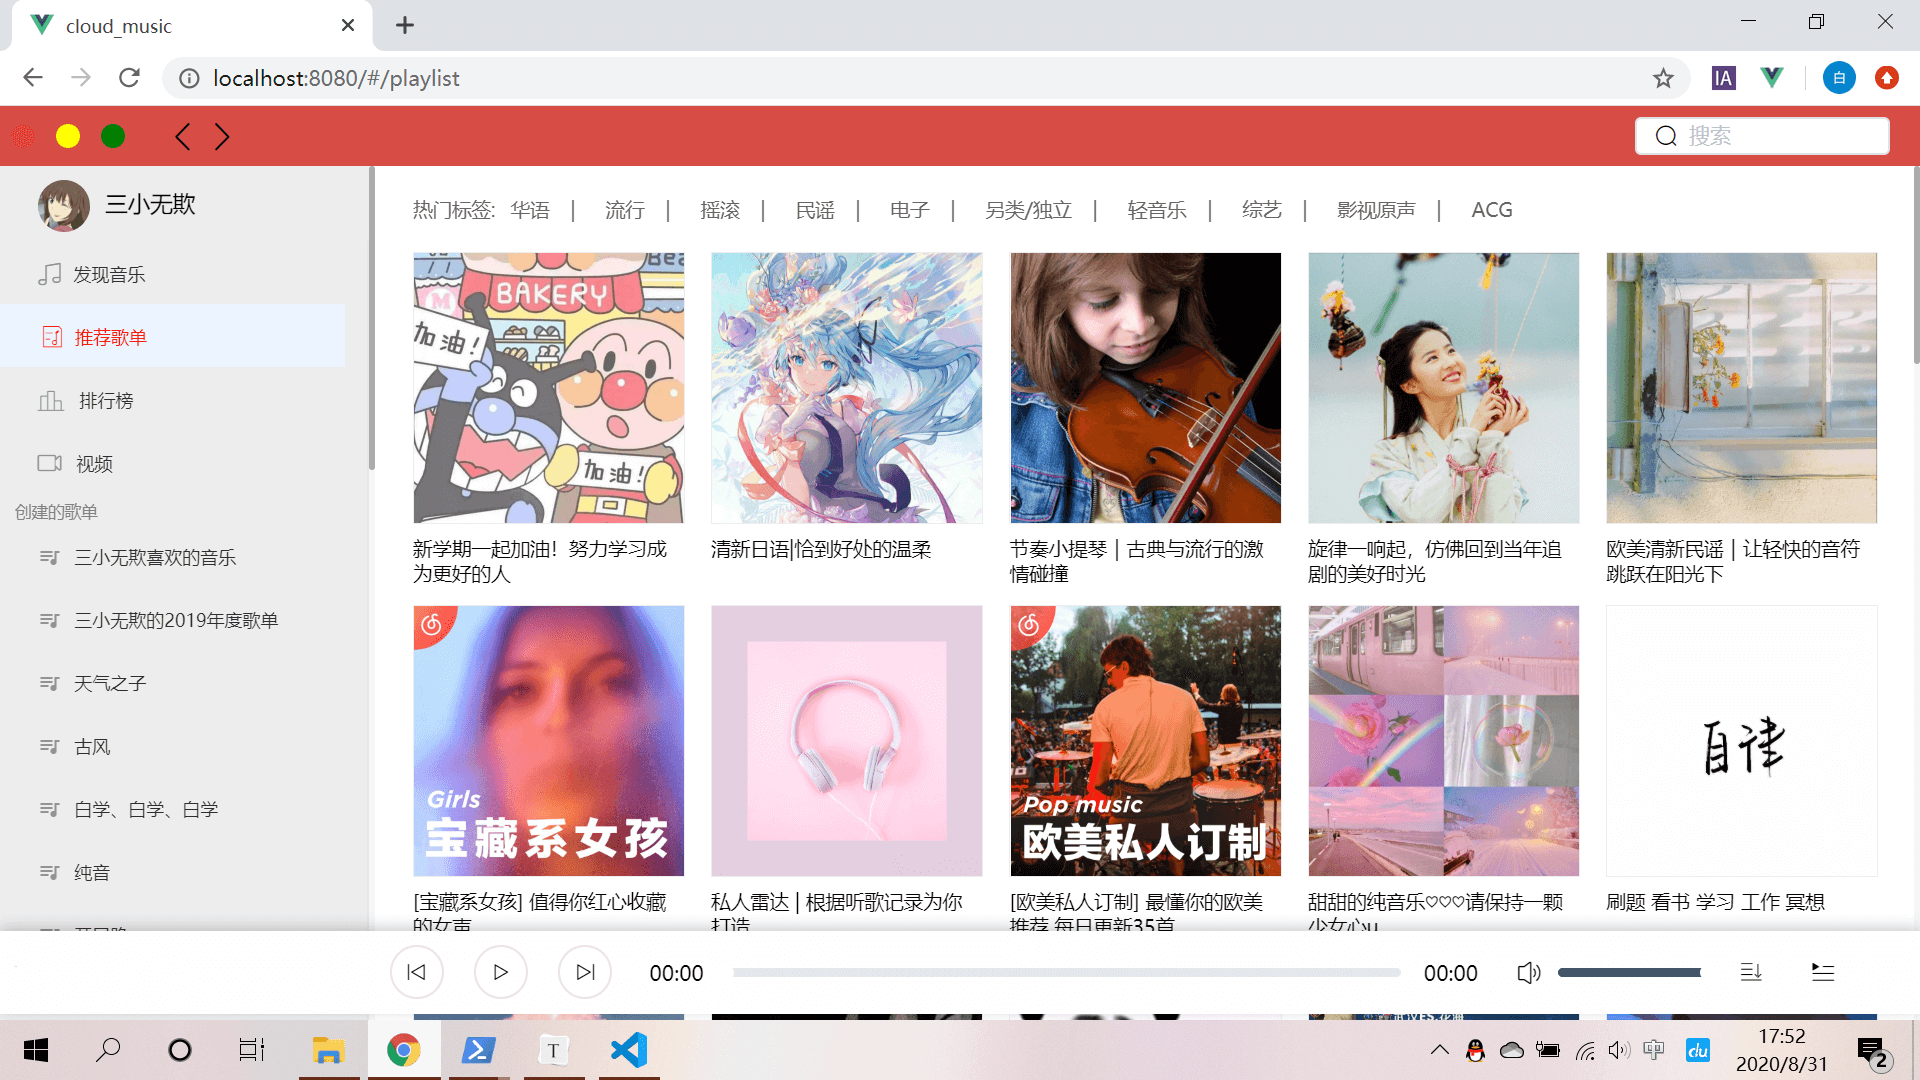 cloud_music
localhost:8080/#/playlist
IA
白
搜索
三小无欺
发现音乐
推荐歌单
排行榜
视频
创建的歌单
三小无欺喜欢的音乐
三小无欺的2019年度歌单
天气之子
古风
白学、白学、白学
纯音
热门标签: 华语 | 流行 | 摇滚 | 民谣 | 电子 | 另类/独立 | 轻音乐 | 综艺 | 影视原声 | ACG
BAKERY
M
加油!
加油!
新学期一起加油！努力学习成
为更好的人
清新日语|恰到好处的温柔
节奏小提琴 | 古典与流行的激
情碰撞
旋律一响起，仿佛回到当年追
剧的美好时光
欧美清新民谣 | 让轻快的音符
跳跃在阳光下
Girls
宝藏系女孩
[宝藏系女孩] 值得你红心收藏
的女声
私人雷达 | 根据听歌记录为你
打造
Pop music
欧美私人订制
[欧美私人订制] 最懂你的欧美
推荐 每日更新35首
甜甜的纯音乐♡♡♡请保持一颗
少女心u
自律
刷题 看书 学习 工作 冥想
00:00
00:00
T
中
du
17:52
2020/8/31
2